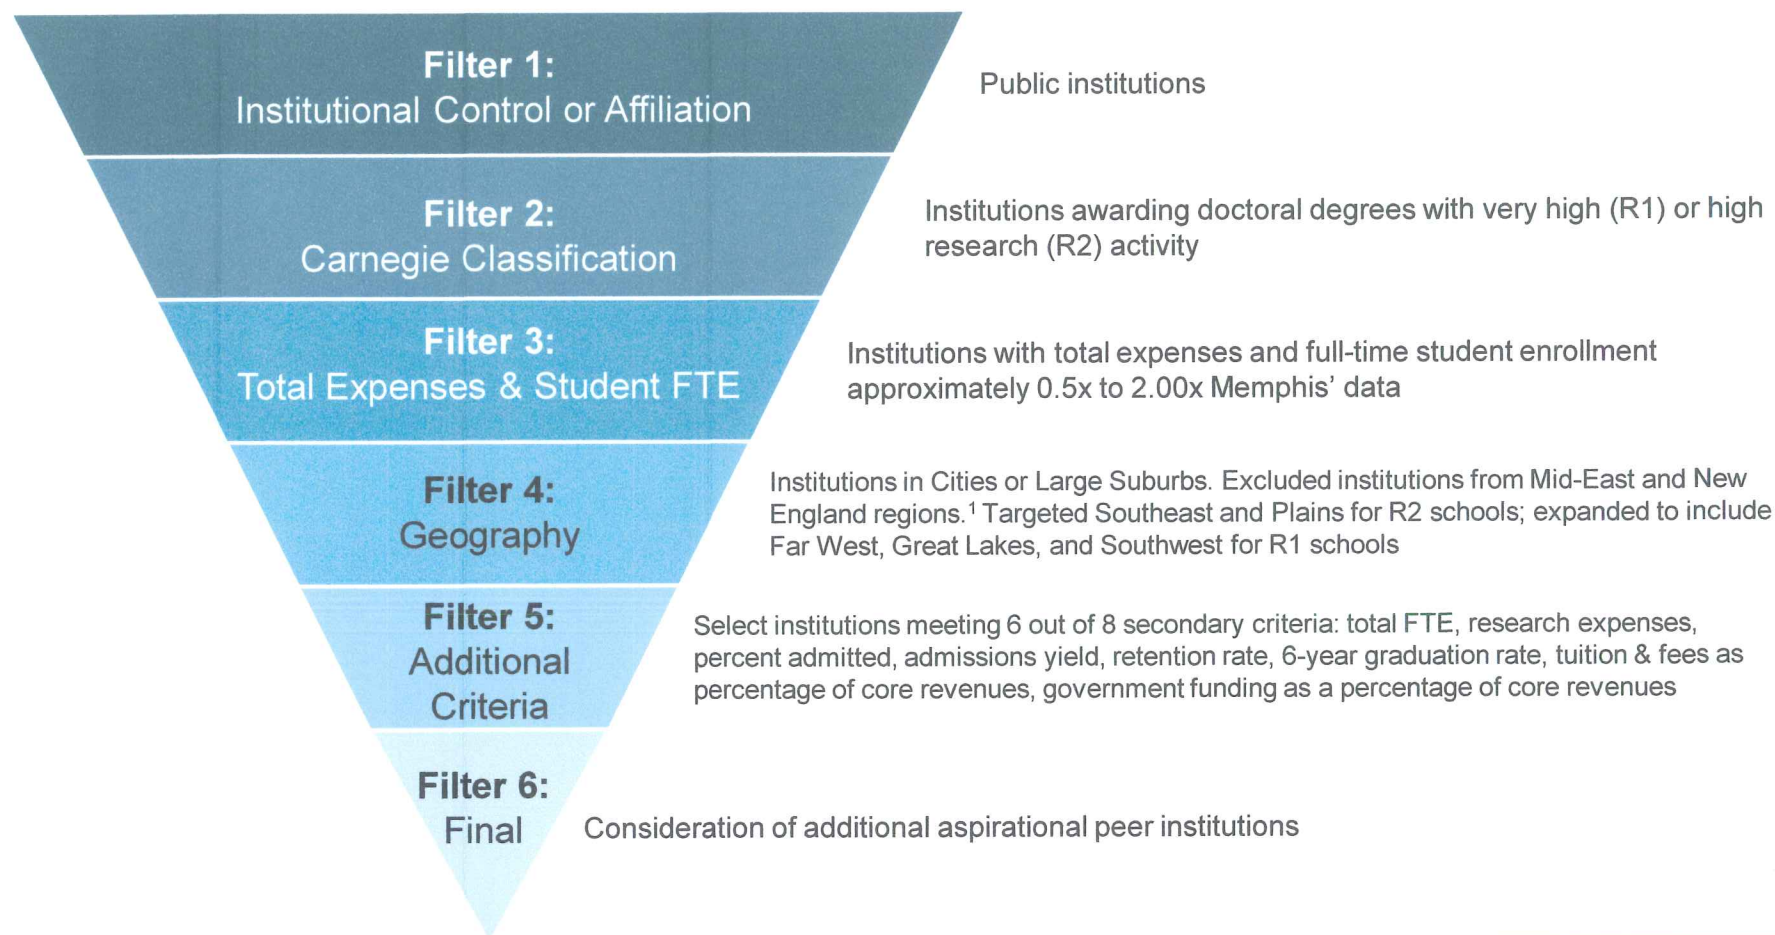 Filter 1:
Institutional Control or Affiliation
Public institutions
Filter 2:
Carnegie Classification
Institutions awarding doctoral degrees with very high (R1) or high
research (R2) activity
Filter 3:
Total Expenses & Student FTE
Institutions with total expenses and full-time student enrollment
approximately 0.5x to 2.00x Memphis' data
Filter 4:
Geography
Institutions in Cities or Large Suburbs. Excluded institutions from Mid-East and New
England regions.¹ Targeted Southeast and Plains for R2 schools; expanded to include
Far West, Great Lakes, and Southwest for R1 schools
Filter 5:
Additional
Criteria
Select institutions meeting 6 out of 8 secondary criteria: total FTE, research expenses,
percent admitted, admissions yield, retention rate, 6-year graduation rate, tuition & fees as
percentage of core revenues, government funding as a percentage of core revenues
Filter 6:
Final
Consideration of additional aspirational peer institutions